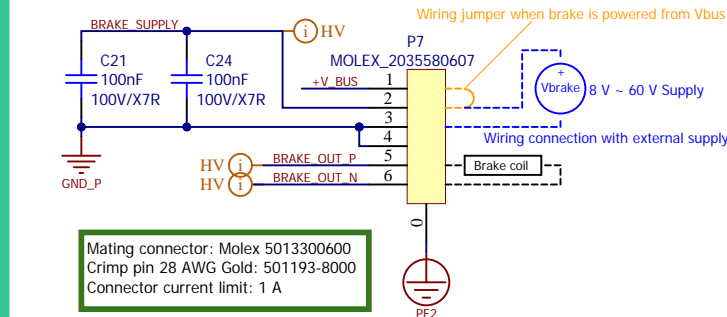 Wiring jumper when brake is powered from Vbus
BRAKE_SUPPLY
i HV
P7
MOLEX_2035580607
C21
100nF
100V/X7R
C24
100nF
100V/X7R
+V_BUS
1
2
3
4
5
6
0
+
Vbrake
8 V ~ 60 V Supply
Wiring connection with external supply
GND_P
HV i
BRAKE_OUT_P
HV i
BRAKE_OUT_N
Brake coil
Mating connector: Molex 5013300600
Crimp pin 28 AWG Gold: 501193-8000
Connector current limit: 1 A
PE2